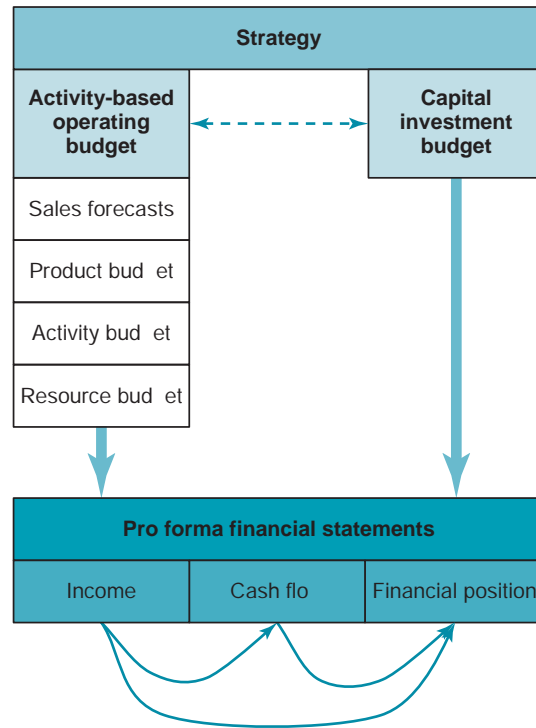 Strategy
Activity-based
operating
budget
Capital
investment
budget
Sales forecasts
Product bud et
Activity bud et
Resource bud et
Pro forma financial statements
Income
Cash flo
Financial position